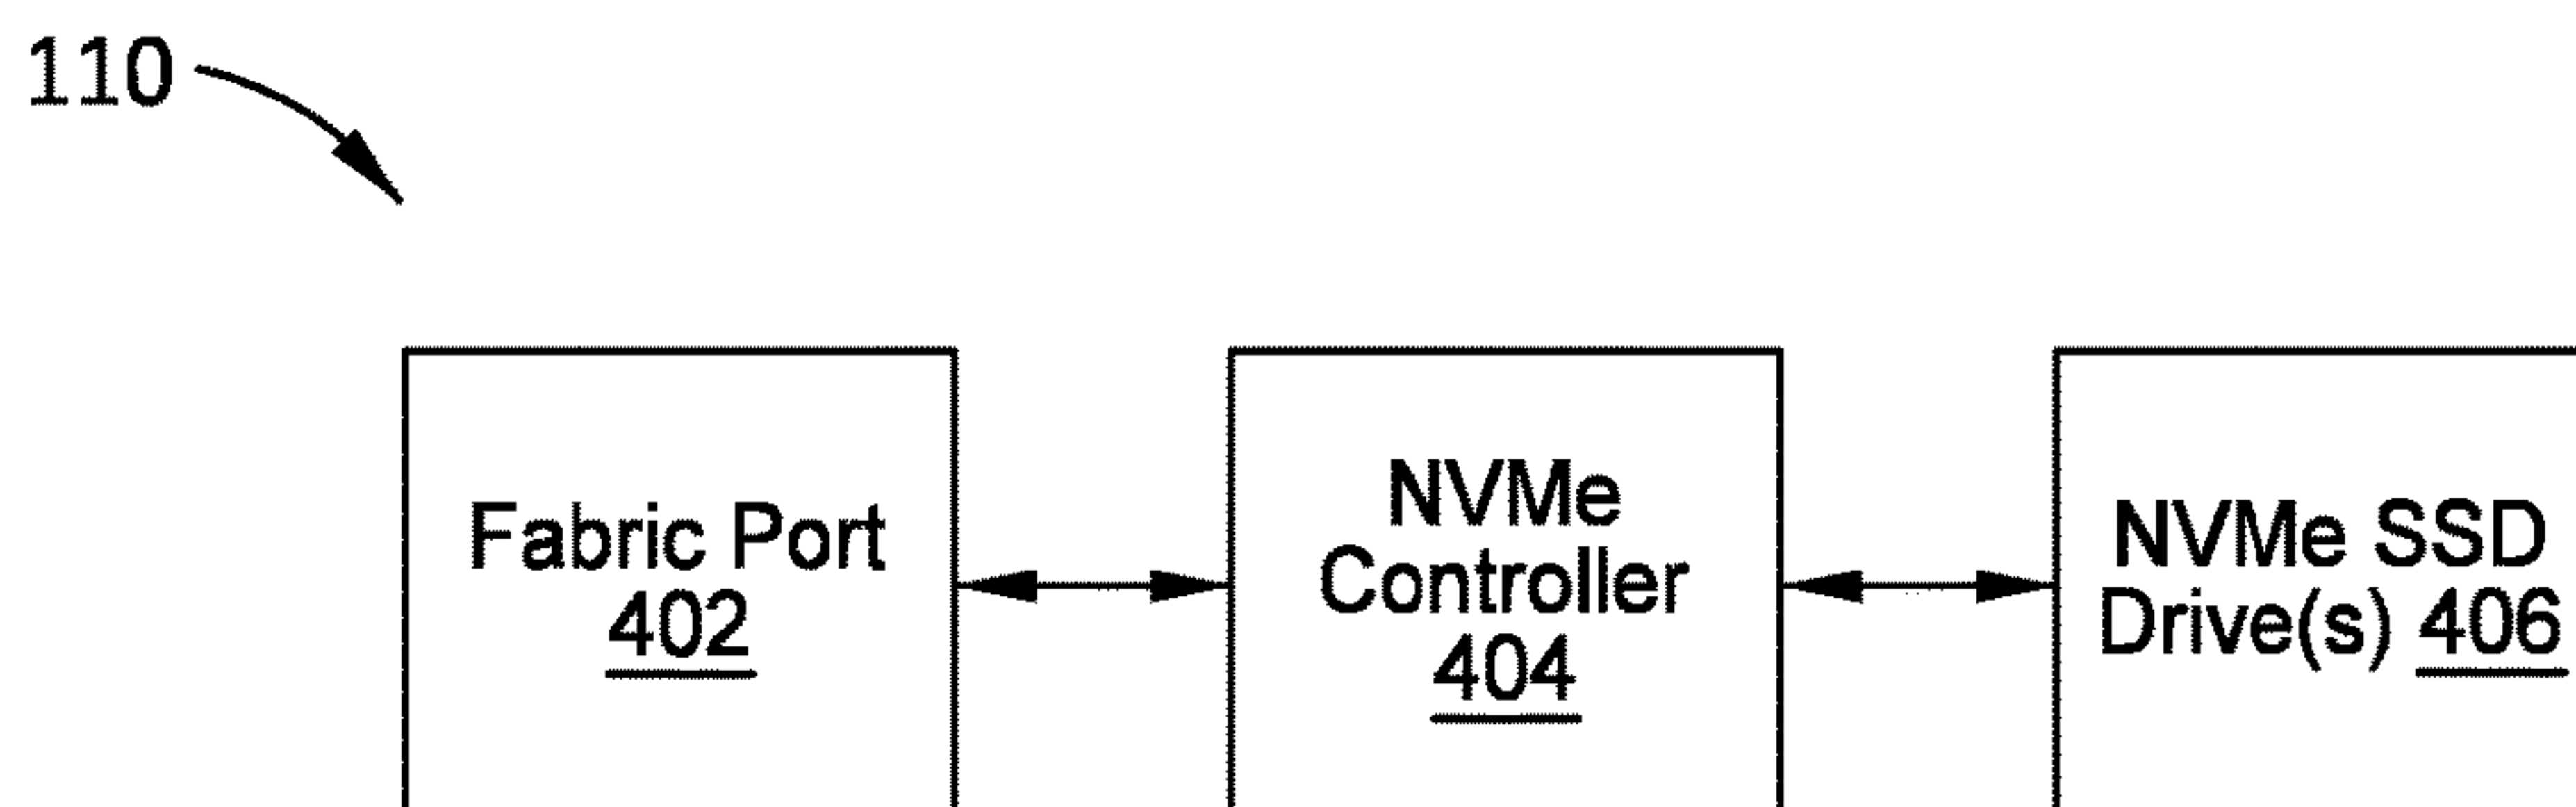 110
Fabric Port
402
NVMe
Controller
404
NVMe SSD
Drive(s) 406